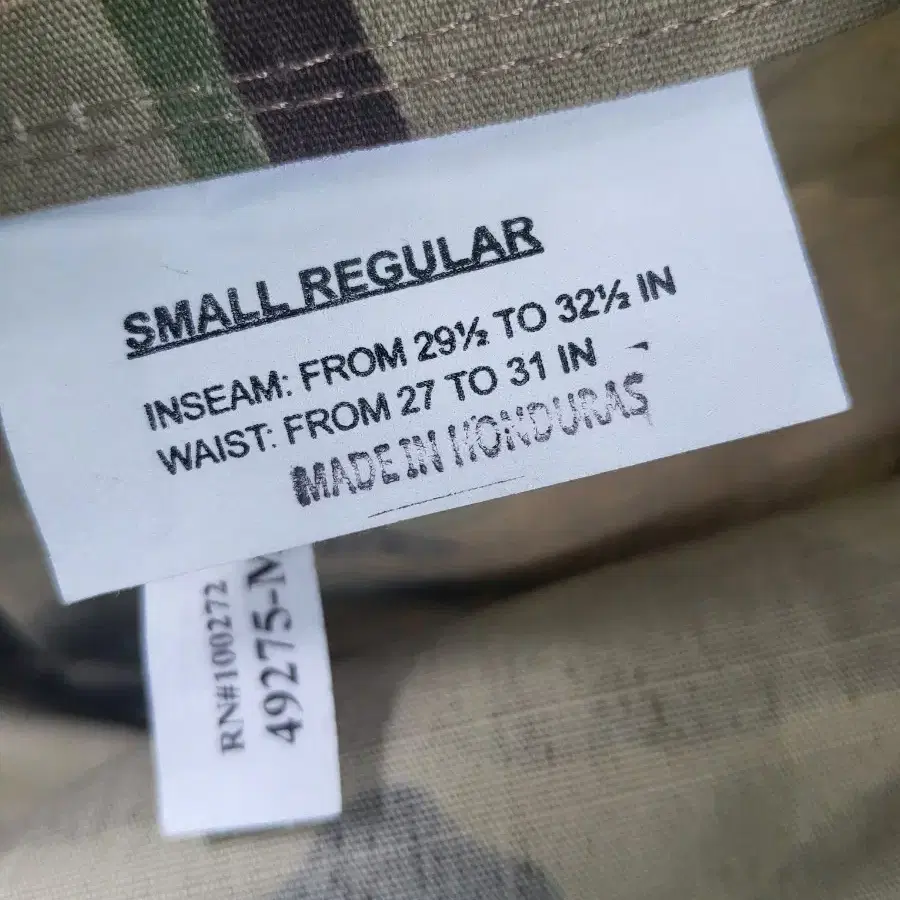 SMALL REGULAR
INSEAM: FROM 29½ TO 32½ IN
WAIST: FROM 27 TO 31 IN
MADE IN HONDURAS
RN#100272
49275-M